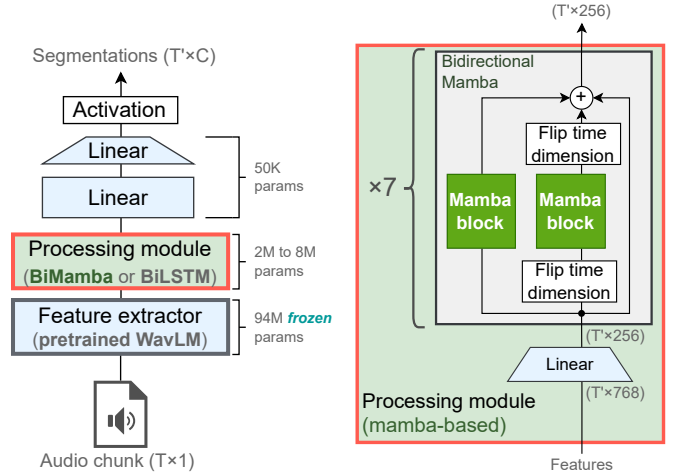 Segmentations (T'×C)
Activation
Linear
Linear
50K
params
Processing module
(BiMamba or BiLSTM)
2M to 8M
params
Feature extractor
(pretrained WavLM)
94M frozen
params
Audio chunk (T×1)
(T'×256)
Bidirectional
Mamba
+
Flip time
dimension
×7
Mamba
block
Mamba
block
Flip time
dimension
(T'×256)
Linear
(T'×768)
Processing module
(mamba-based)
Features